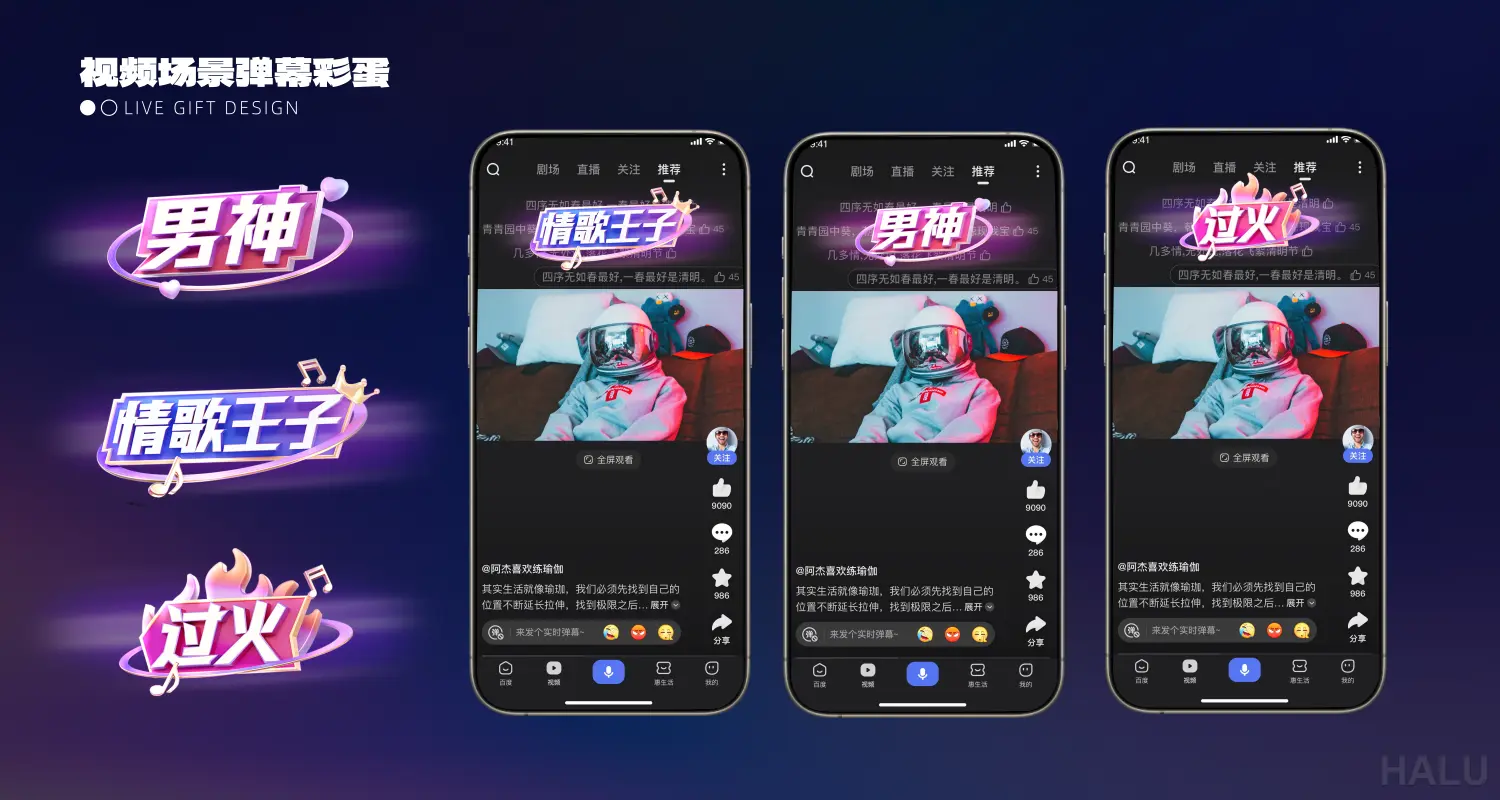 视频场景弹幕彩蛋
LIVE GIFT DESIGN
男神
情歌王子
过火
9:41
剧场 直播 关注 推荐
四序无如春最好,一春最好
情歌王子
青青园中葵,
宝 45
几多情,无处
落花飞絮清明节
四序无如春最好,一春最好是清明。 45
关注
全屏观看
9090
286
986
分享
@阿杰喜欢练瑜伽
其实生活就像瑜珈,我们必须先找到自己的
位置不断延长拉伸,找到极限之后... 展开
弹 来发个实时弹幕~
百度 视频 惠生活 我的
9:41
剧场 直播 关注 推荐
四序无如春
男神
青青园中葵,
宝 45
几多情,
清明节
四序无如春最好,一春最好是清明。 45
关注
全屏观看
9090
286
986
分享
@阿杰喜欢练瑜伽
其实生活就像瑜珈,我们必须先找到自己的
位置不断延长拉伸,找到极限之后... 展开
弹 来发个实时弹幕~
百度 视频 惠生活 我的
9:41
剧场 直播 关注 推荐
四序无如
清明
过火
青青园中葵,
宝 45
几多情,无处
落花飞絮清明节
四序无如春最好,一春最好是清明。 45
关注
全屏观看
9090
286
986
分享
@阿杰喜欢练瑜伽
其实生活就像瑜珈,我们必须先找到自己的
位置不断延长拉伸,找到极限之后... 展开
弹 来发个实时弹幕~
百度 视频 惠生活 我的
HALU